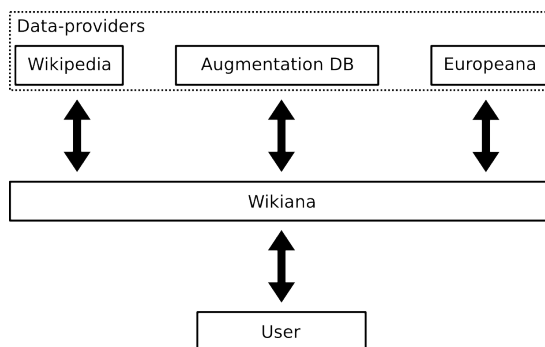 Data-providers
Wikipedia
Augmentation DB
Europeana
Wikiana
User